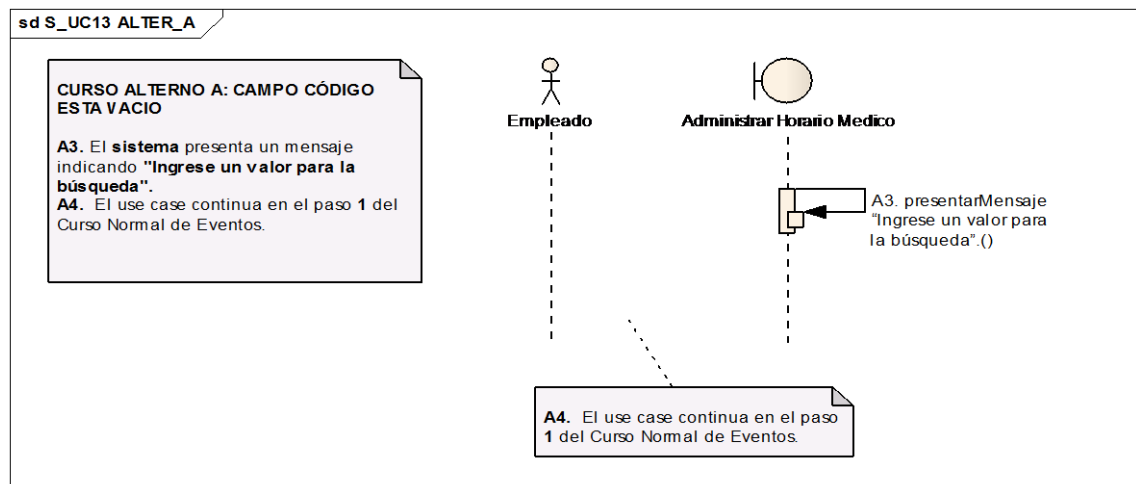 sd S_UC13 ALTER_A
CURSO ALTERNO A: CAMPO CÓDIGO
ESTA VACIO
A3. El sistema presenta un mensaje
indicando "Ingrese un valor para la
búsqueda".
A4. El use case continua en el paso 1 del
Curso Normal de Eventos.
Empleado
Administrar Horario Medico
A3. presentarMensaje
“Ingrese un valor para
la búsqueda”.()
A4. El use case continua en el paso
1 del Curso Normal de Eventos.